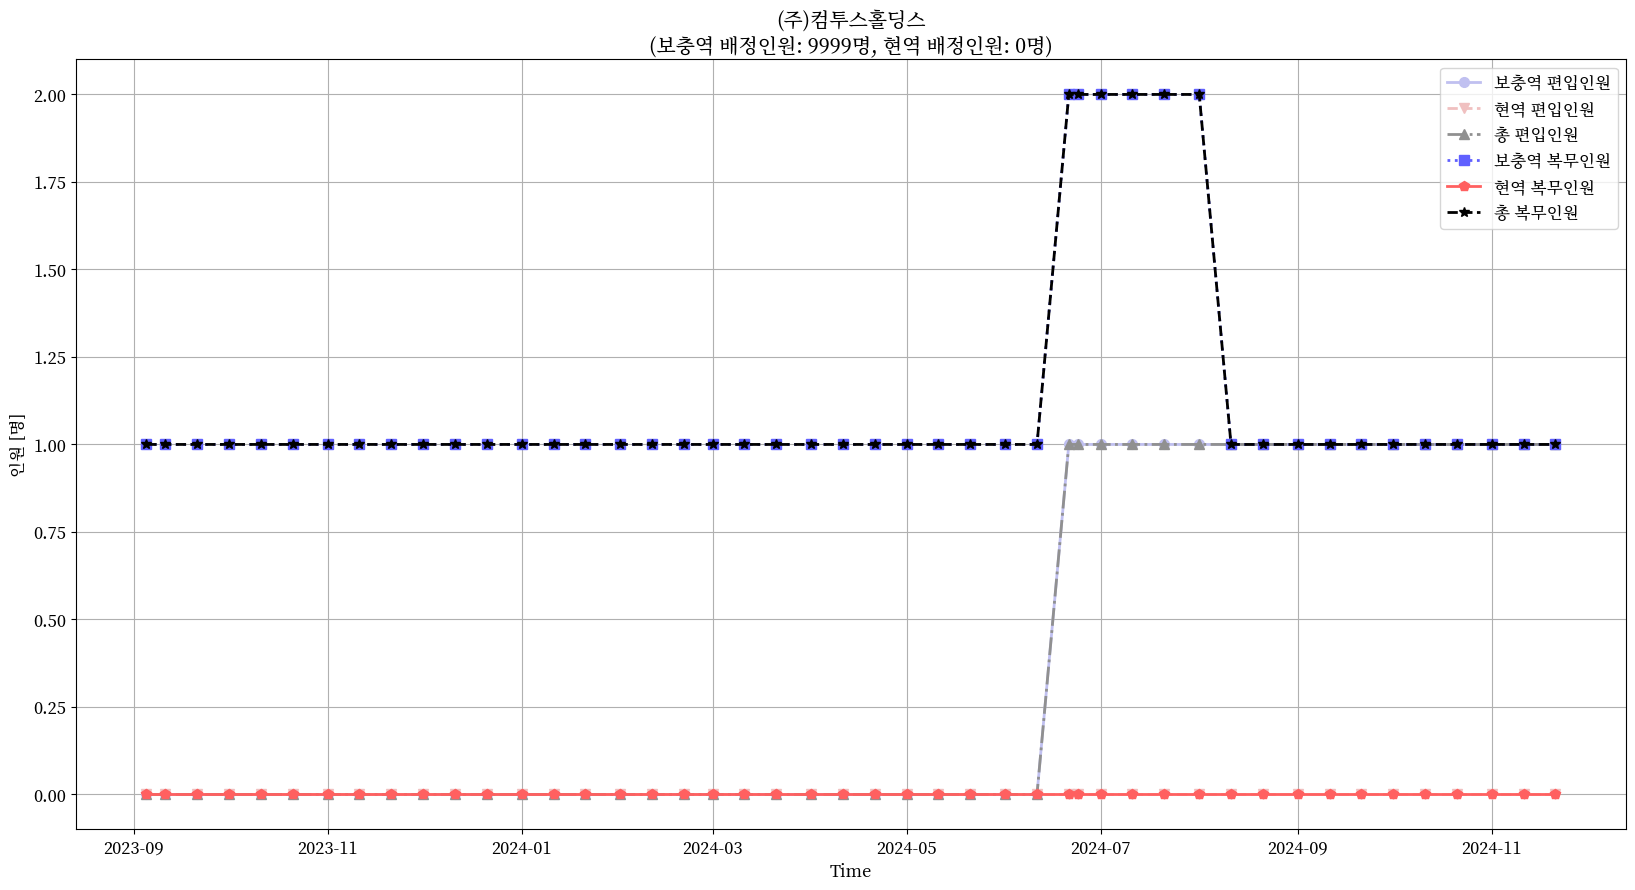 (주)컴투스홀딩스
(보충역 배정인원: 9999명, 현역 배정인원: 0명)
보충역 편입인원
현역 편입인원
총 편입인원
보충역 복무인원
현역 복무인원
총 복무인원
인원 [명]
2.00
1.75
1.50
1.25
1.00
0.75
0.50
0.25
0.00
2023-09
2023-11
2024-01
2024-03
2024-05
2024-07
2024-09
2024-11
Time